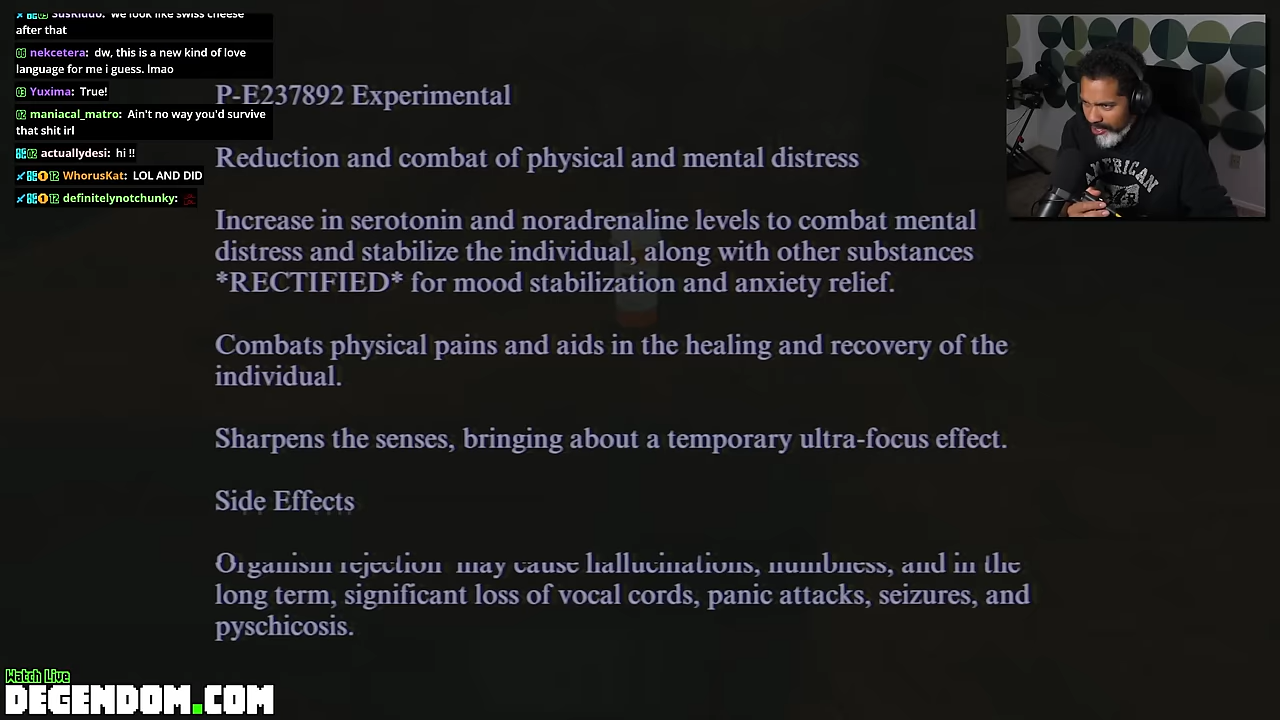 SusKluub: We look like swiss cheese
after that
nekcetera: dw, this is a new kind of love
language for me i guess. lmao
Yuxima: True!
maniacal_matro: Ain't no way you'd survive
that shit irl
actuallydesi: hi !!
WhorusKat: LOL AND DID
definitelynotchunky:
P-E237892 Experimental
Reduction and combat of physical and mental distress
Increase in serotonin and noradrenaline levels to combat mental
distress and stabilize the individual, along with other substances
*RECTIFIED* for mood stabilization and anxiety relief.
Combats physical pains and aids in the healing and recovery of the
individual.
Sharpens the senses, bringing about a temporary ultra-focus effect.
Side Effects
Organism rejection may cause hallucinations, numbness, and in the
long term, significant loss of vocal cords, panic attacks, seizures, and
pyschicosis.
AMERICAN
Watch Live
DEGENDOM.COM